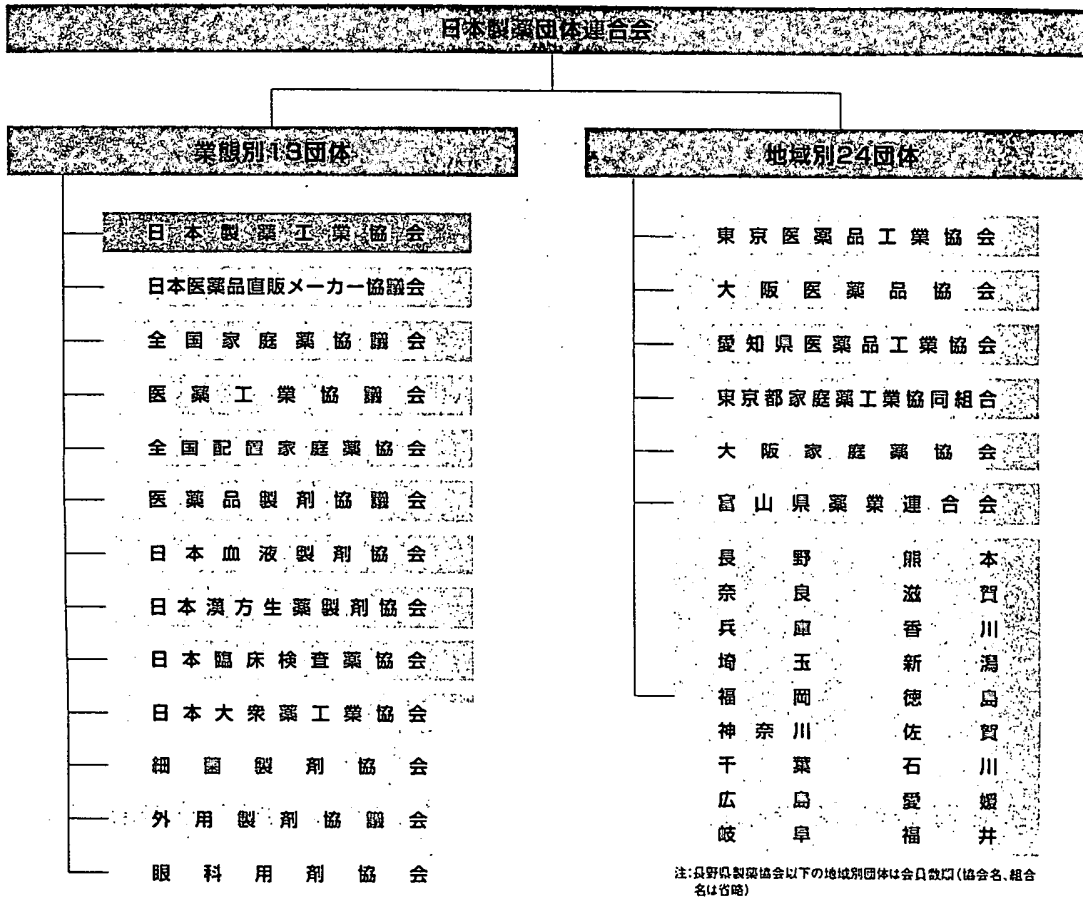 日本製薬団体連合会
業態別13団体
日本製薬工業協会
日本医薬品直販メーカー協議会
全国家庭薬協議会
医薬工業協議会
全国配置家庭薬協会
医薬品製剤協議会
日本血液製剤協会
日本漢方生薬製剤協会
日本臨床検査薬協会
日本大衆薬工業協会
細菌製剤協会
外用製剤協議会
眼科用剤協会
地域別24団体
東京医薬品工業協会
大阪医薬品協会
愛知県医薬品工業協会
東京都家庭薬工業協同組合
大阪家庭薬協会
富山県薬業連合会
長野 熊本
奈良 滋賀
兵庫 香川
埼玉 新潟
福岡 徳島
神奈川 佐賀
千葉 石川
広島 愛媛
岐阜 福井
注:長野県製薬協会以下の地域別団体は会員数順(協会名、組合
名は省略)